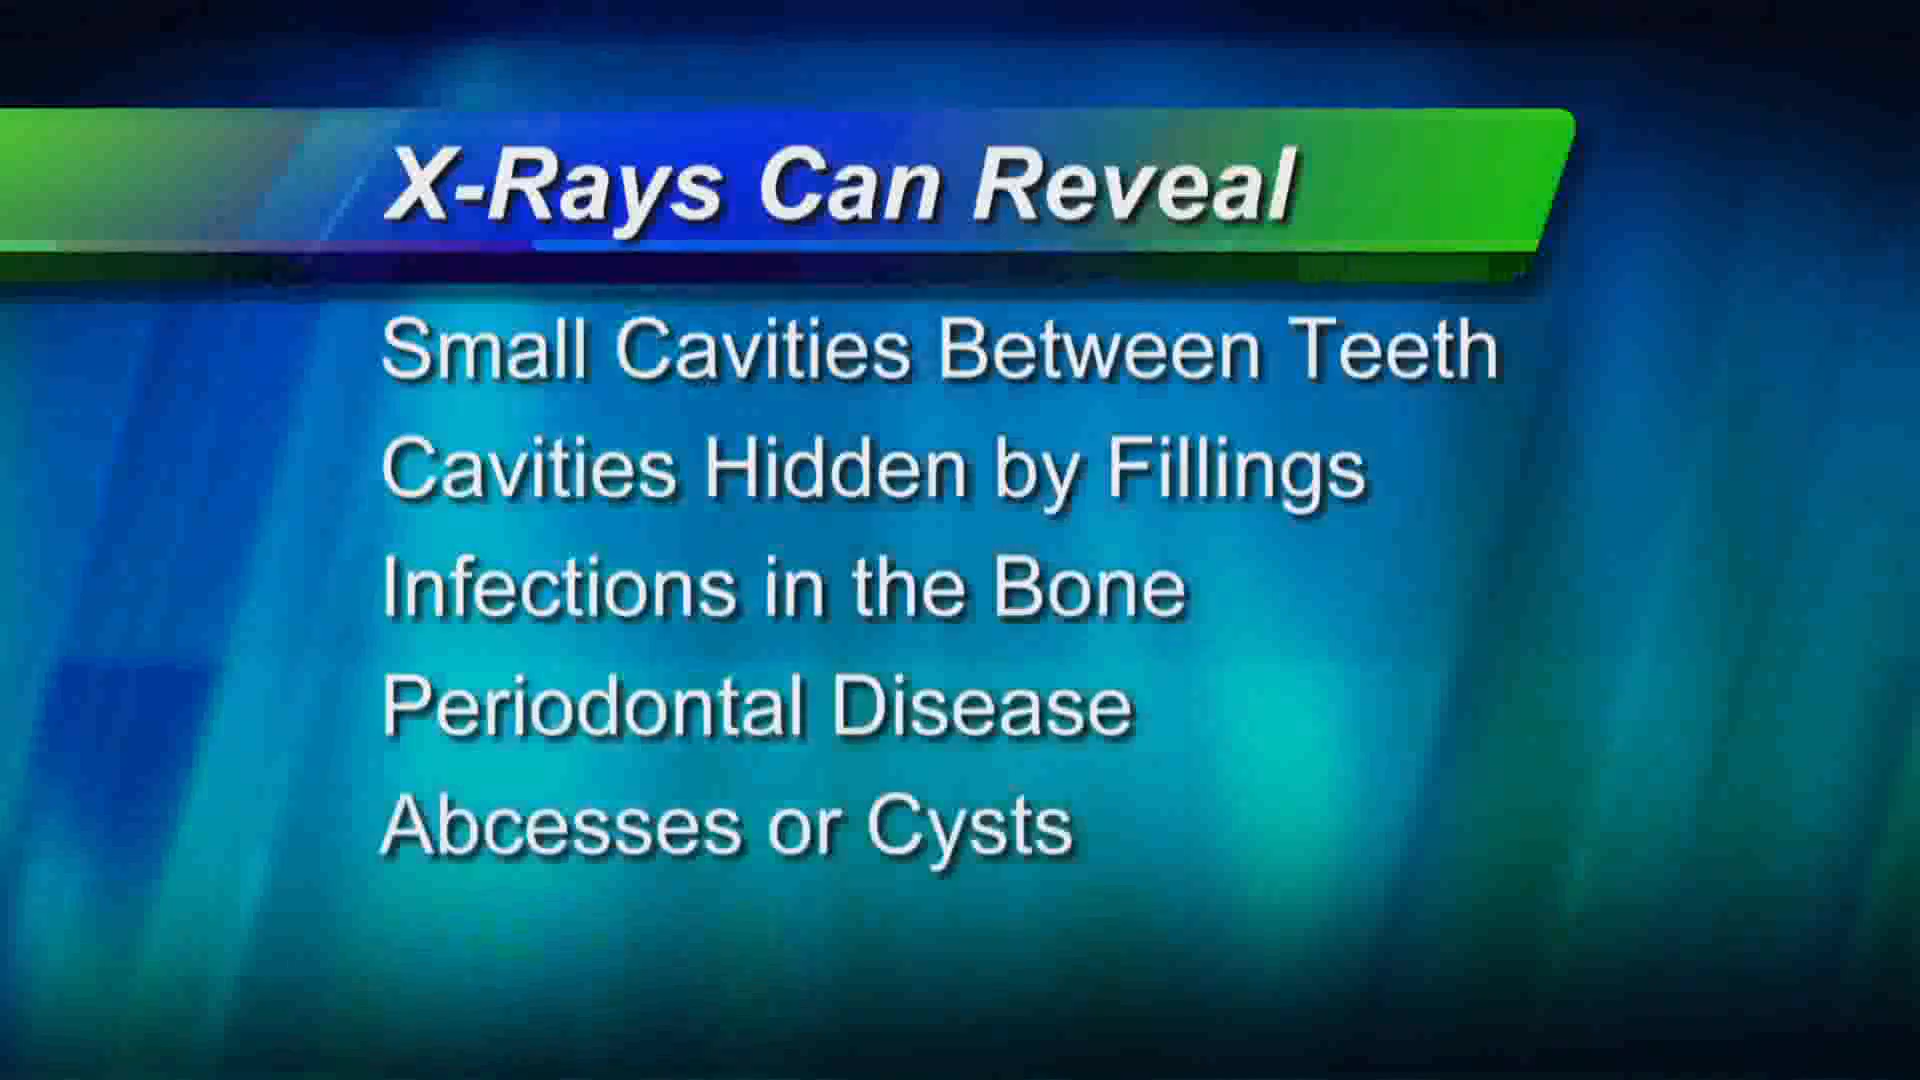 X-Rays Can Reveal
Small Cavities Between Teeth
Cavities Hidden by Fillings
Infections in the Bone
Periodontal Disease
Abcesses or Cysts